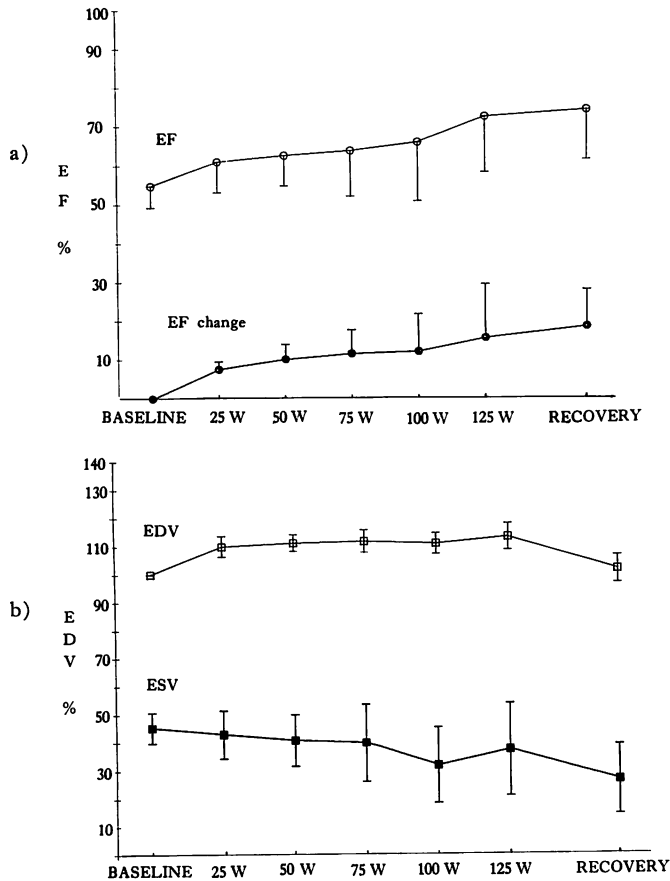 a)
100
70
50
30
10
E
F
%
EF
EF change
BASELINE 25 W 50 W 75 W 100 W 125 W RECOVERY
b)
140
130
110
90
70
50
30
10
E
D
V
%
EDV
ESV
BASELINE 25 W 50 W 75 W 100 W 125 W RECOVERY